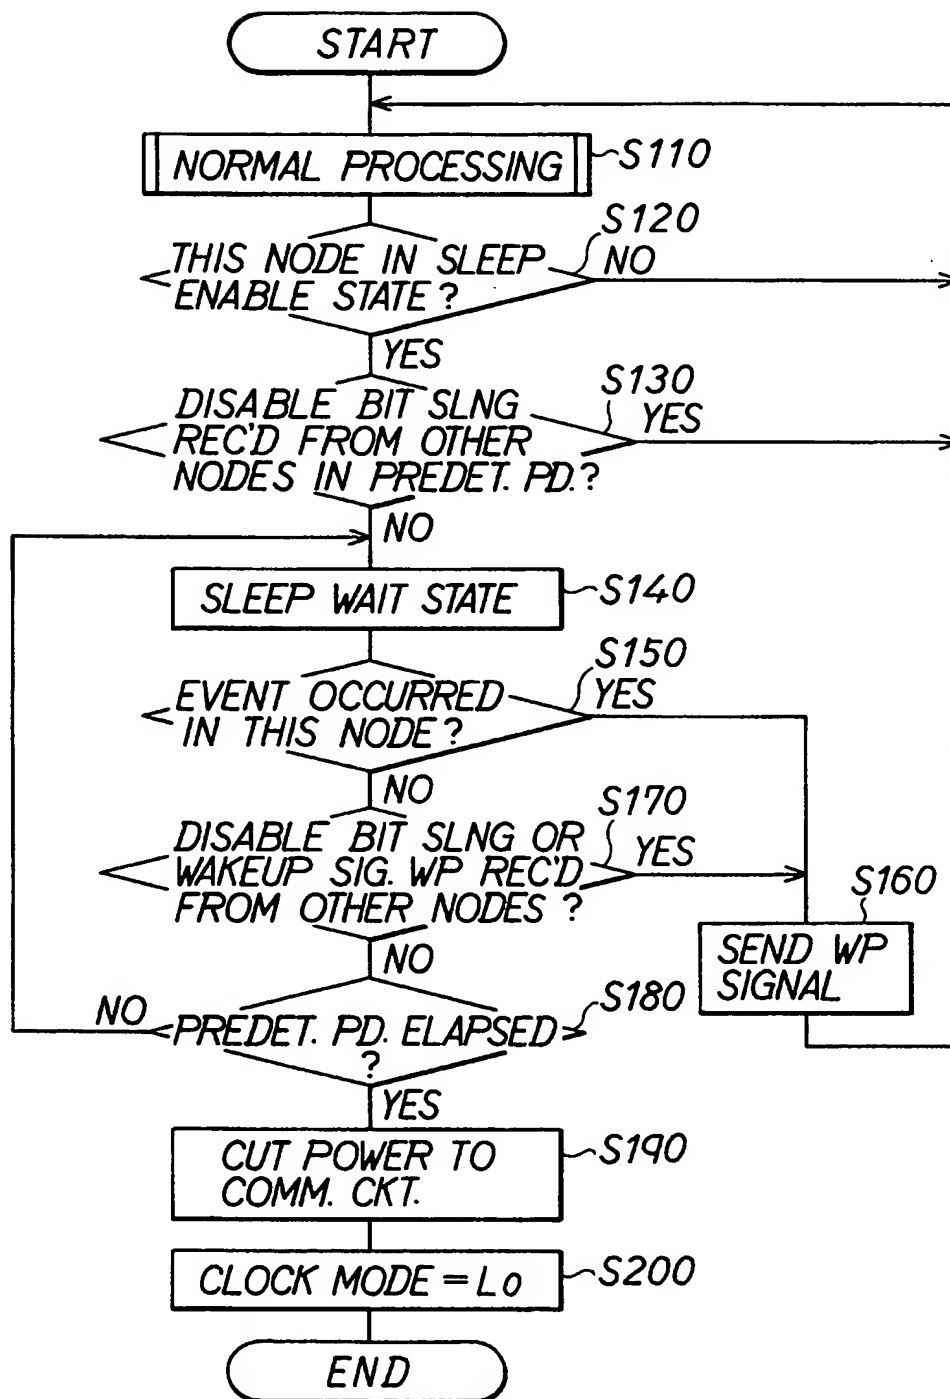 START
NORMAL PROCESSING
S110
S120
THIS NODE IN SLEEP
ENABLE STATE?
NO
YES
S130
DISABLE BIT SLNG
REC'D FROM OTHER
NODES IN PREDET. PD.?
YES
NO
SLEEP WAIT STATE
S140
S150
EVENT OCCURRED
IN THIS NODE?
YES
NO
S170
DISABLE BIT SLNG OR
WAKEUP SIG. WP REC'D
FROM OTHER NODES ?
YES
S160
SEND WP
SIGNAL
NO
S180
NO
PREDET. PD. ELAPSED
?
YES
CUT POWER TO
COMM. CKT.
S190
CLOCK MODE = Lo
S200
END